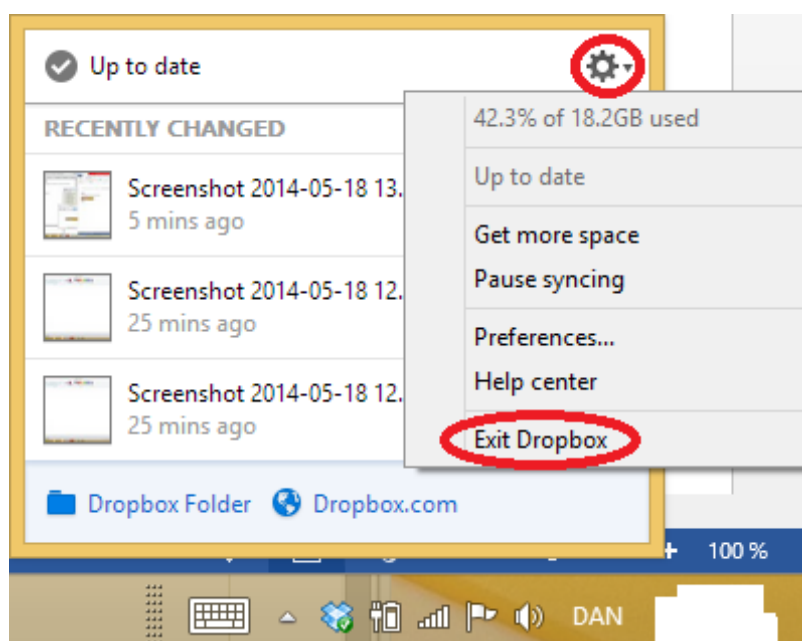 Up to date
RECENTLY CHANGED
Screenshot 2014-05-18 13.
5 mins ago
Screenshot 2014-05-18 12.
25 mins ago
Screenshot 2014-05-18 12.
25 mins ago
Dropbox Folder Dropbox.com
42.3% of 18.2GB used
Up to date
Get more space
Pause syncing
Preferences...
Help center
Exit Dropbox
+ 100 %
DAN